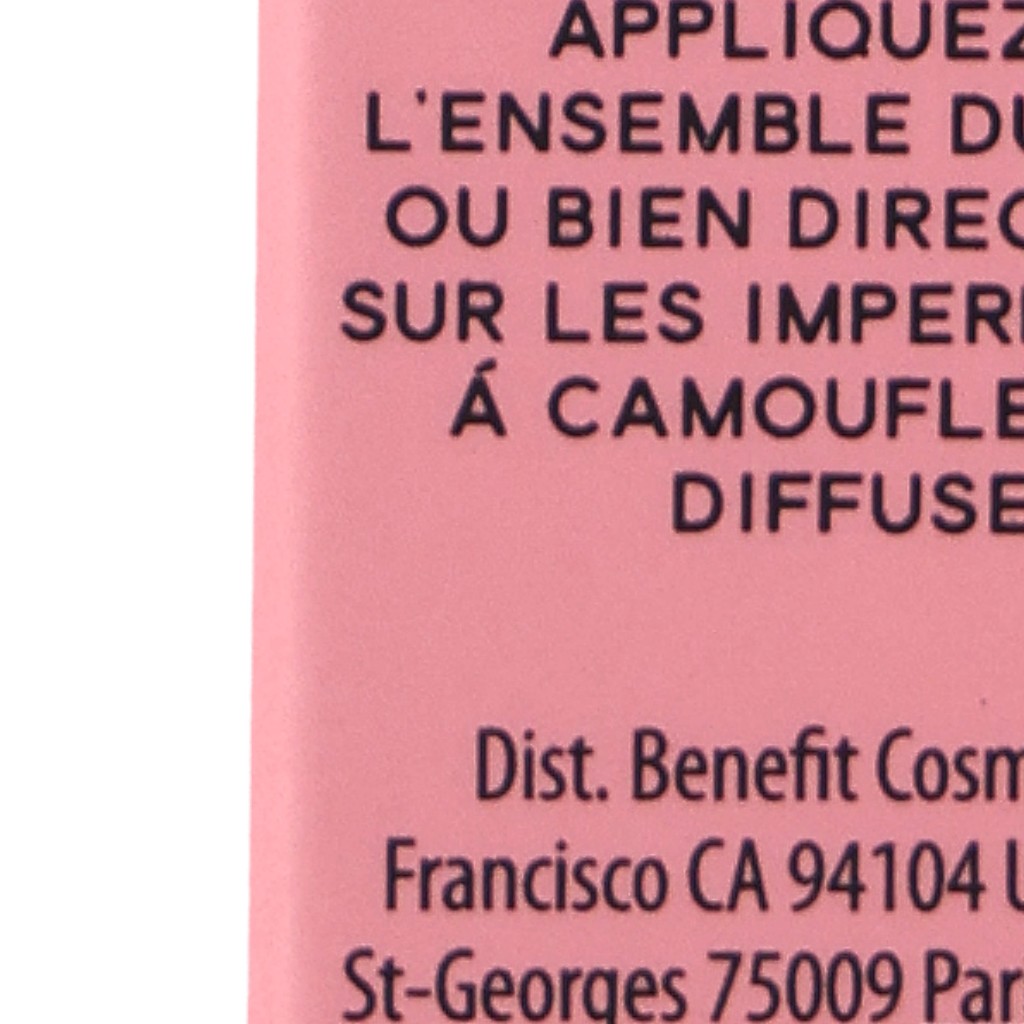 APPLIQUEZ
L'ENSEMBLE DU
OU BIEN DIREC
SUR LES IMPER
Á CAMOUFLE
DIFFUSE
Dist. Benefit Cosm
Francisco CA 94104 U
St-Georges 75009 Par